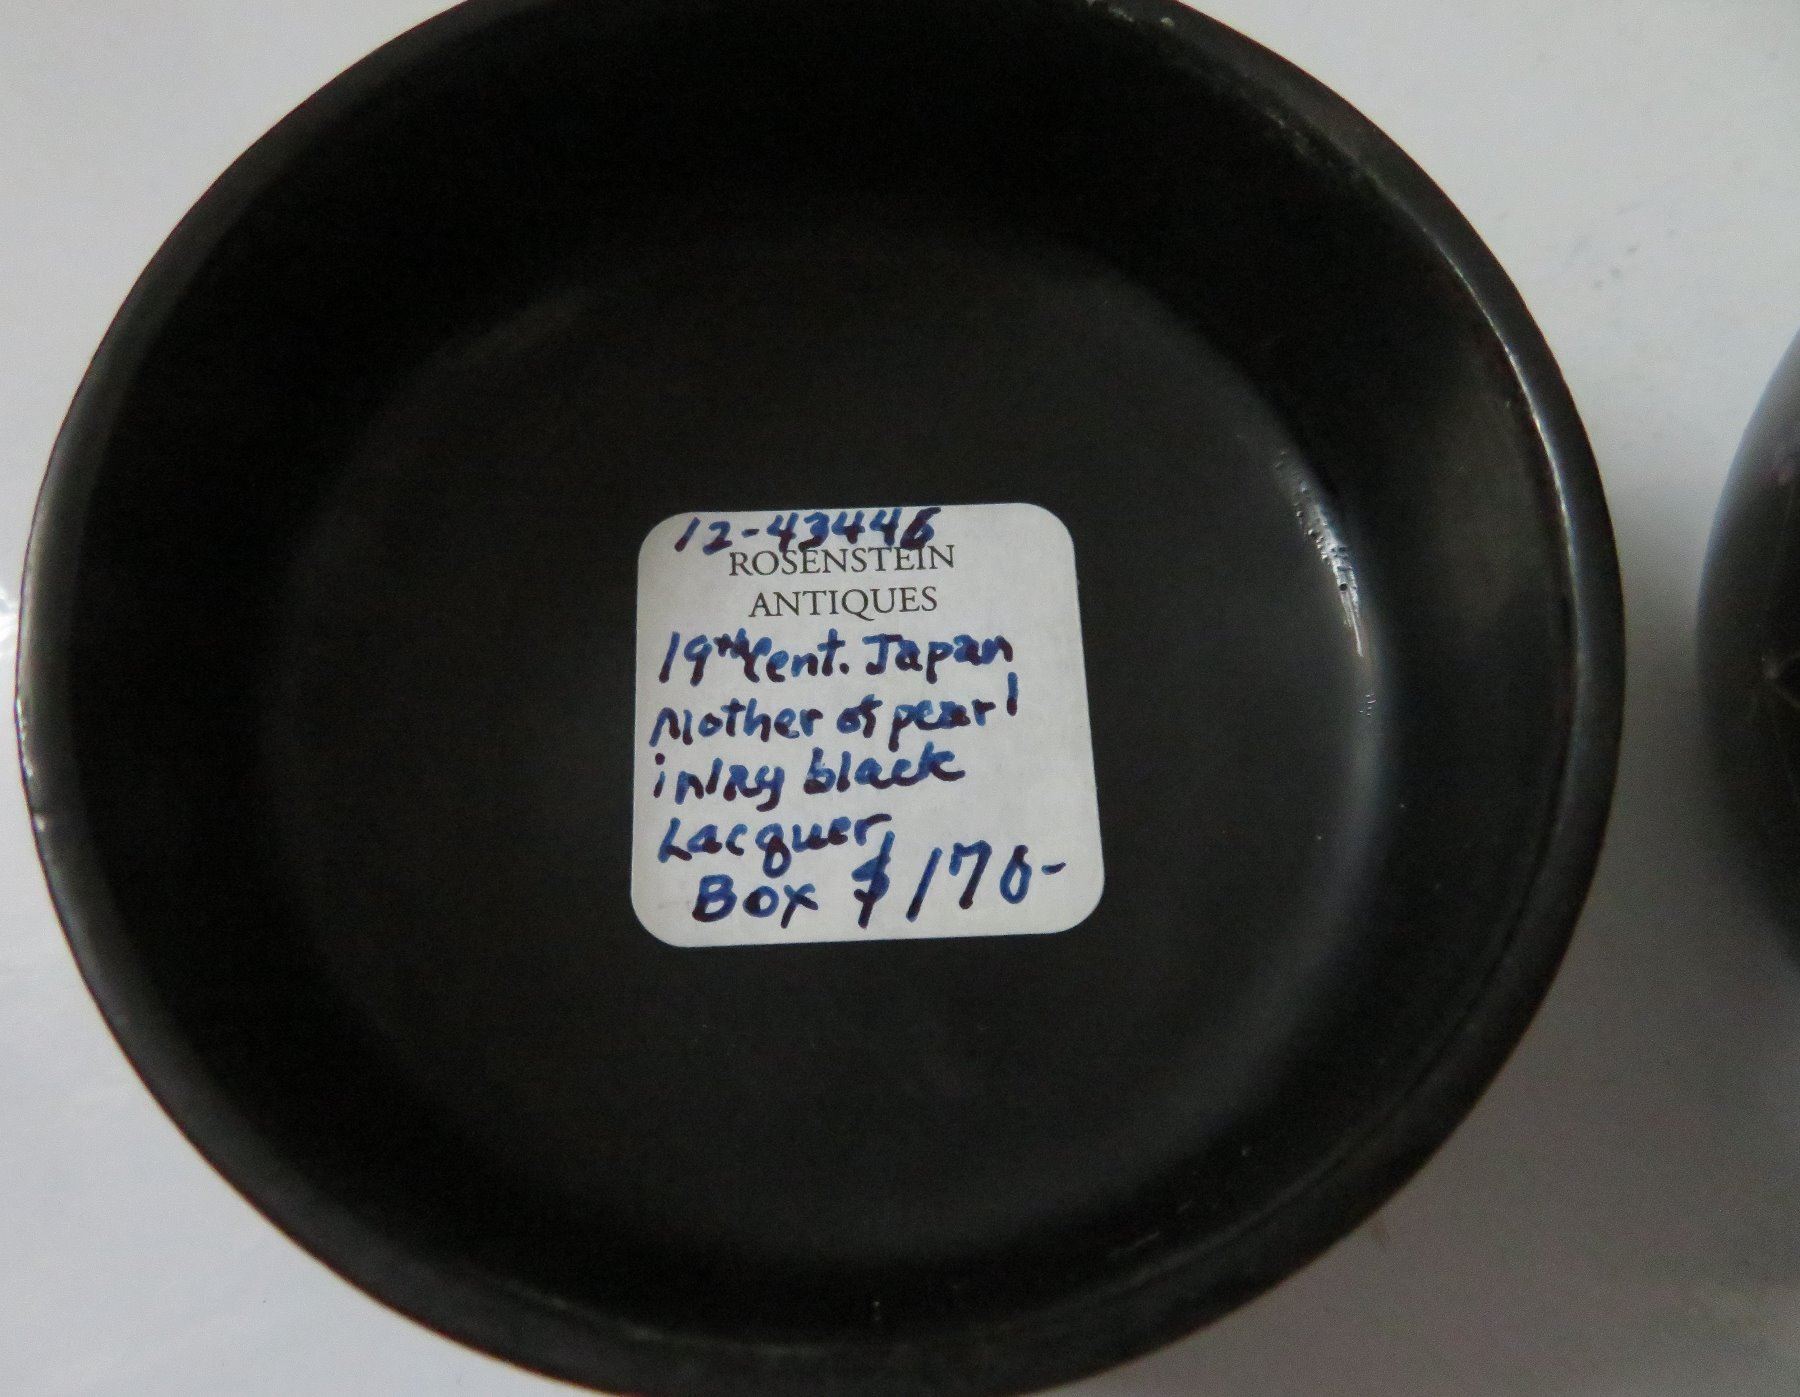 12-43446
ROSENSTEIN
ANTIQUES
19th Cent. Japan
Mother of pearl
inlay black
Lacquer
Box $170-